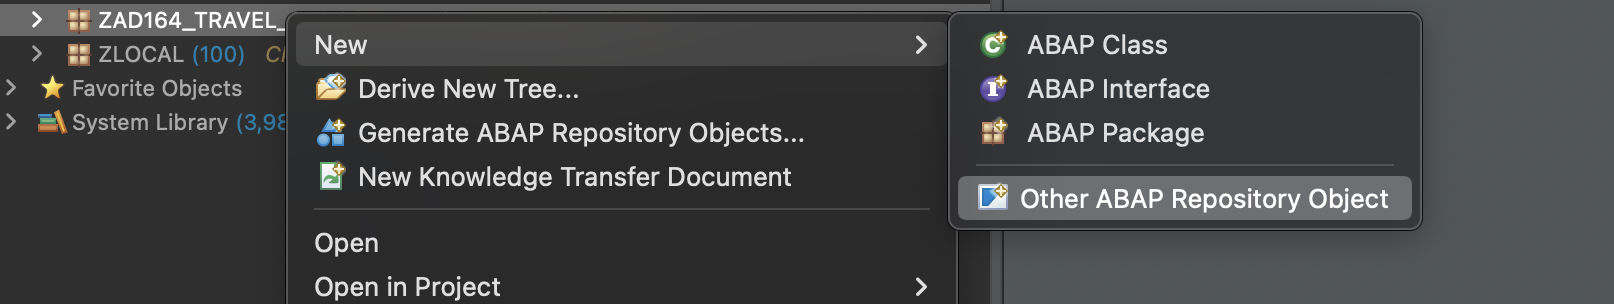 ZAD164_TRAVEL_
ZLOCAL (100)
Favorite Objects
System Library (3,98
New
Derive New Tree...
Generate ABAP Repository Objects...
New Knowledge Transfer Document
Open
Open in Project
ABAP Class
ABAP Interface
ABAP Package
Other ABAP Repository Object